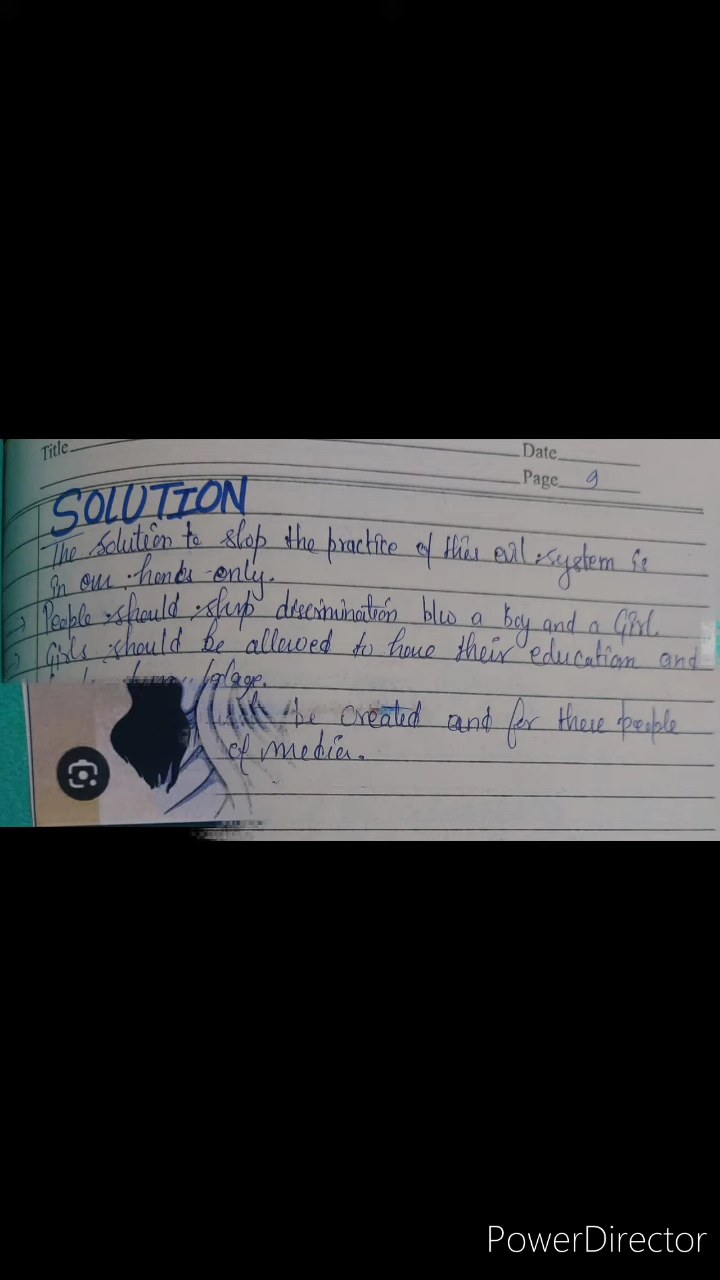 Title
Date
Page 9
SOLUTION
The solution to stop the practice of this evil system is
in our hands only.
→ People should stop discrimination b/w a boy and a Girl.
Girls should be allowed to have their education and
be created and for these people
of media.
PowerDirector